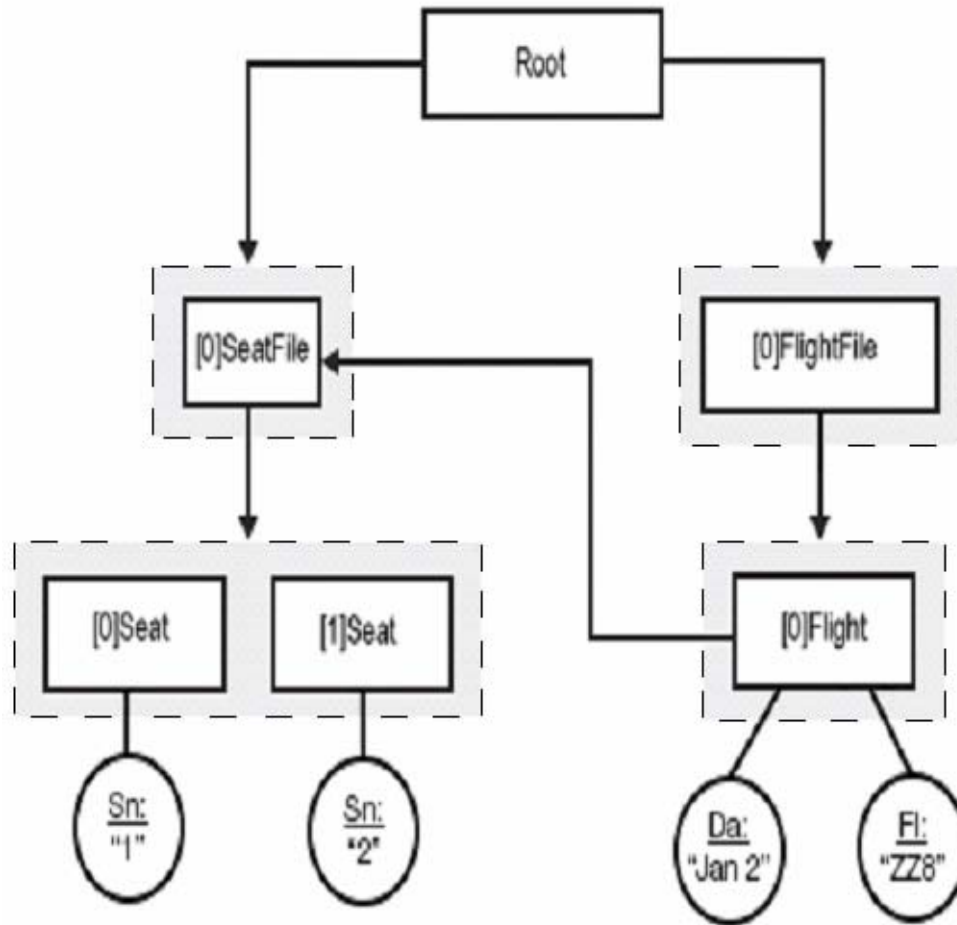 Root
[0]SeatFile
[0]FlightFile
[0]Seat
[1]Seat
[0]Flight
Sn:
“1”
Sn:
“2”
Da:
“Jan 2”
Fl:
“ZZ8”